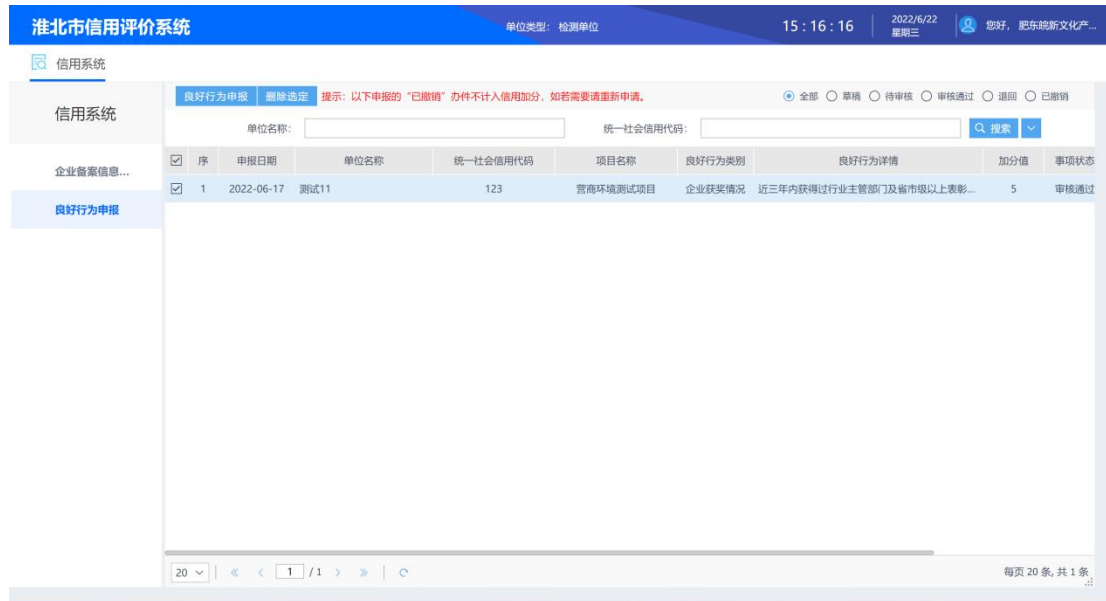 淮北市信用评价系统 单位类型: 检测单位 15:16:16 2022/6/22 星期三 您好, 肥东皖新文化产...
信用系统
信用系统
企业备案信息...
良好行为申报
良好行为申报 删除选定 提示: 以下申报的“已撤销”办件不计入信用加分, 如若需要请重新申请。 全部 草稿 待审核 审核通过 退回 已撤销
单位名称: 统一社会信用代码: 搜索
序 申报日期 单位名称 统一社会信用代码 项目名称 良好行为类别 良好行为详情 加分值 事项状态
1 2022-06-17 测试11 123 营商环境测试项目 企业获奖情况 近三年内获得过行业主管部门及省市级以上表彰... 5 审核通过
20 1 / 1 每页 20 条, 共 1 条